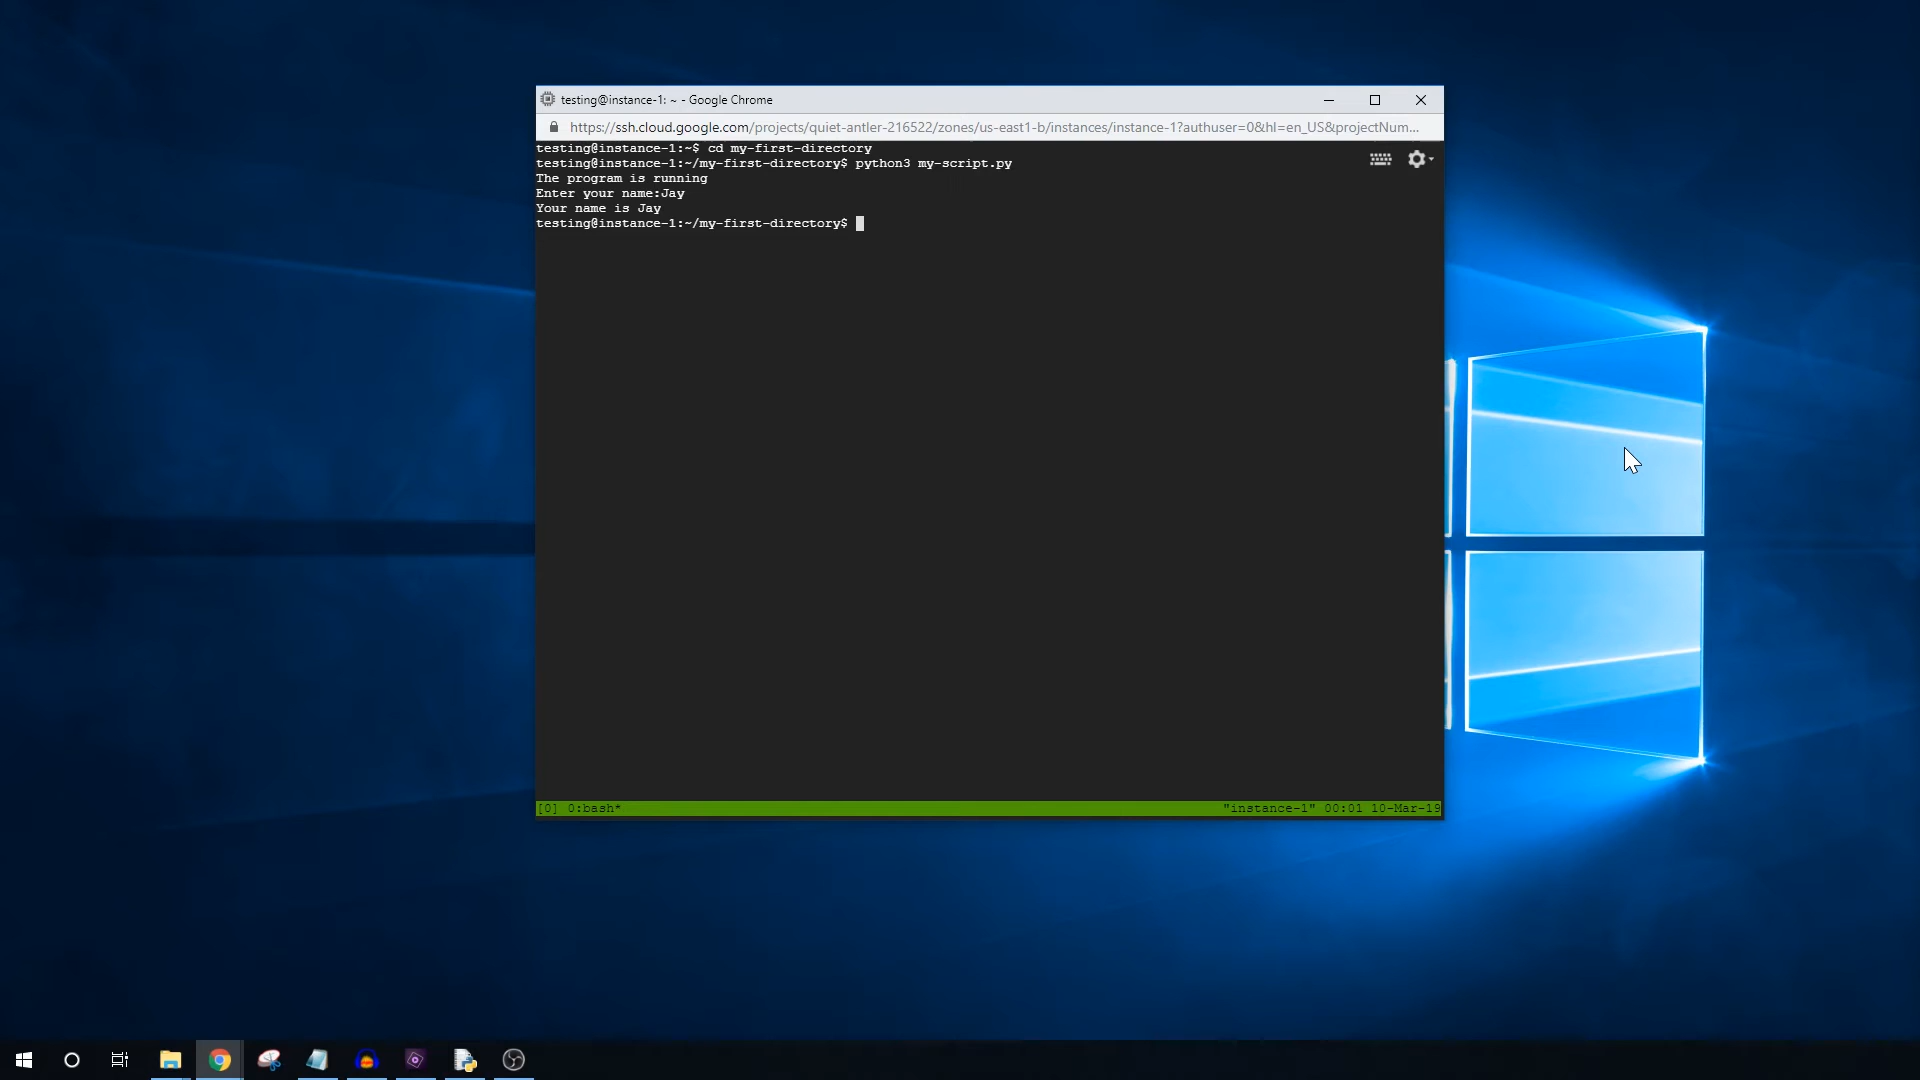 testing@instance-1: ~ - Google Chrome
https://ssh.cloud.google.com/projects/quiet-antler-216522/zones/us-east1-b/instances/instance-1?authuser=0&hl=en_US&projectNum...
testing@instance-1:~$ cd my-first-directory
testing@instance-1:~/my-first-directory$ python3 my-script.py
The program is running
Enter your name:Jay
Your name is Jay
testing@instance-1:~/my-first-directory$
[0] 0:bash* "instance-1" 00:01 10-Mar-19